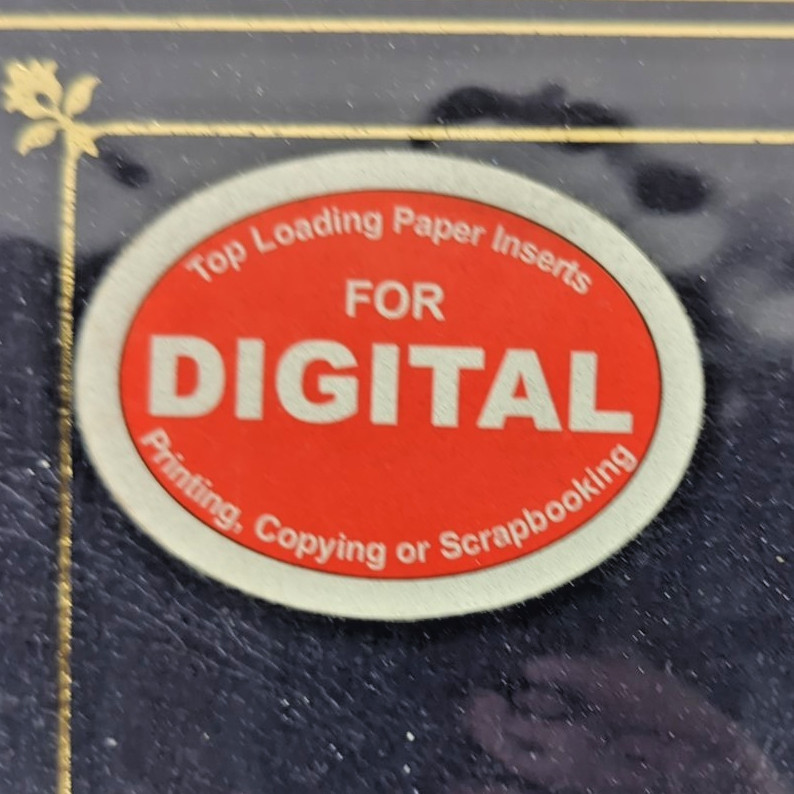 Top Loading Paper Inserts
FOR
DIGITAL
Printing, Copying or Scrapbooking